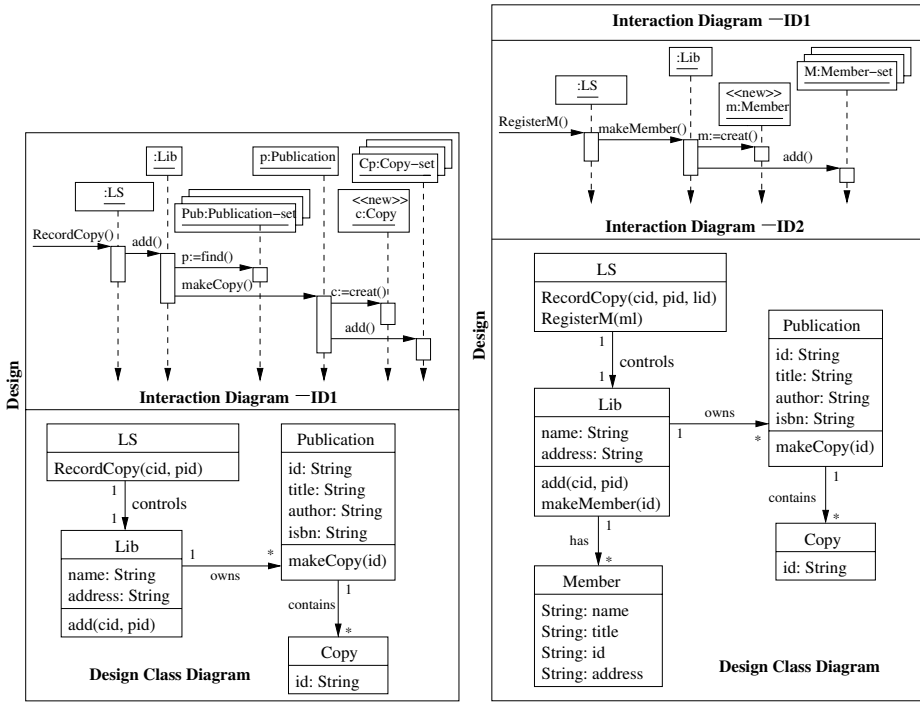 :Lib
p:Publication
Cp:Copy-set
:LS
Pub:Publication-set
<<new>>
c:Copy
RecordCopy()
add()
p:=find()
makeCopy()
c:=creat()
add()
Interaction Diagram —ID1
Design
LS
RecordCopy(cid, pid)
1
controls
1
Lib
name: String
address: String
add(cid, pid)
1
owns
*
Publication
id: String
title: String
author: String
isbn: String
makeCopy(id)
1
contains
*
Copy
id: String
Design Class Diagram
Interaction Diagram —ID1
:Lib
M:Member-set
:LS
<<new>>
m:Member
RegisterM()
makeMember()
m:=creat()
add()
Interaction Diagram —ID2
Design
LS
RecordCopy(cid, pid, lid)
RegisterM(ml)
1
controls
1
Lib
name: String
address: String
add(cid, pid)
makeMember(id)
owns
1
*
Publication
id: String
title: String
author: String
isbn: String
makeCopy(id)
1
contains
*
Copy
id: String
1
has
*
Member
String: name
String: title
String: id
String: address
Design Class Diagram